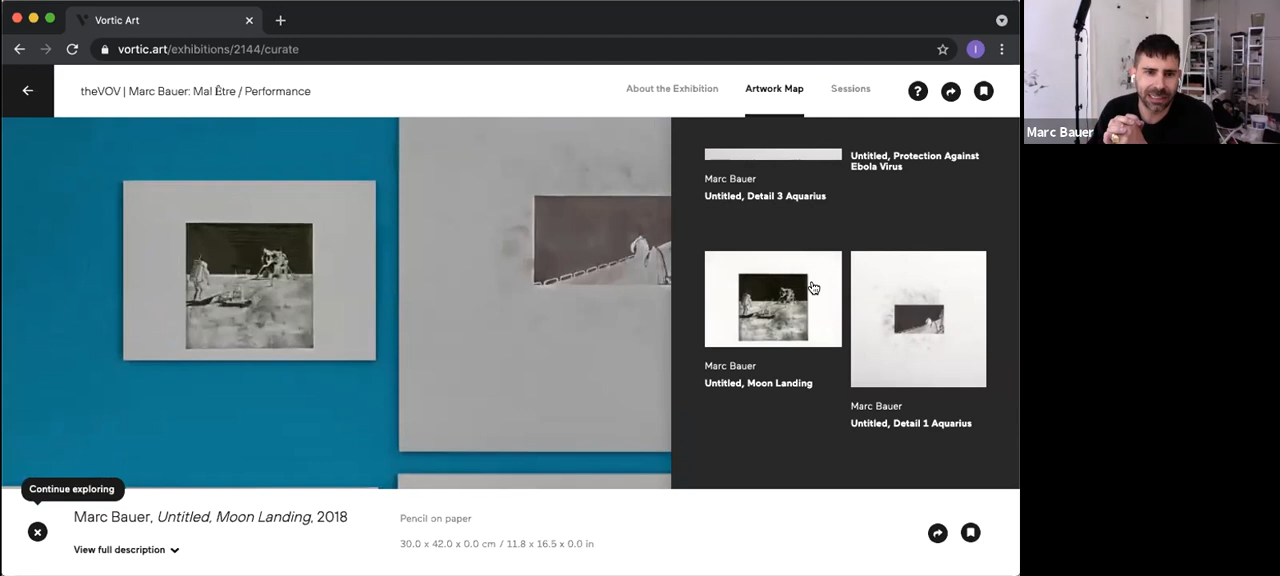 Vortic Art
vortic.art/exhibitions/2144/curate
I
theVOV | Marc Bauer: Mal Être / Performance
About the Exhibition
Artwork Map
Sessions
?
Marc Bauer
Untitled, Detail 3 Aquarius
Untitled, Protection Against
Ebola Virus
Marc Bauer
Untitled, Moon Landing
Marc Bauer
Untitled, Detail 1 Aquarius
Continue exploring
Marc Bauer, Untitled, Moon Landing, 2018
View full description
Pencil on paper
30.0 x 42.0 x 0.0 cm / 11.8 x 16.5 x 0.0 in
Marc Bauer